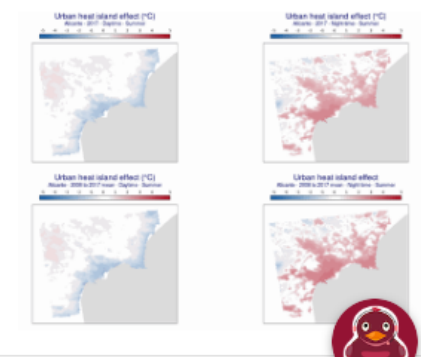 Urban heat island effect (°C)
Alicante · 2017 · Daytime · Summer
Urban heat island effect (°C)
Alicante · 2017 · Night-time · Summer
Urban heat island effect (°C)
Alicante · 2008 to 2017 mean · Daytime · Summer
Urban heat island effect
Alicante · 2008 to 2017 mean · Night-time · Summer